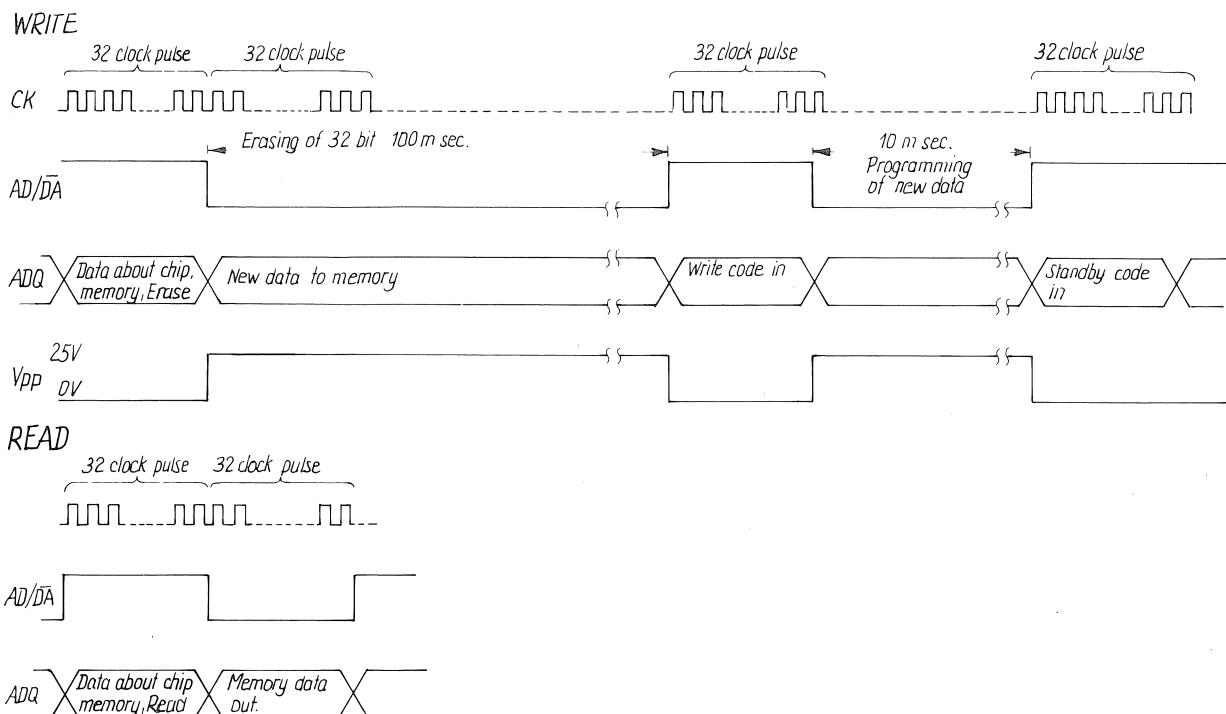 WRITE
32 clock pulse 32 clock pulse 32 clock pulse 32 clock pulse
CK
Erasing of 32 bit 100 m sec.
10 m sec.
Programming
of new data
AD/D̅A̅
ADQ
Data about chip,
memory, Erase
New data to memory
Write code in
Standby code
in
25V
Vpp
0V
READ
32 clock pulse 32 clock pulse
AD/D̅A̅
ADQ
Data about chip
memory, Read
Memory data
out.